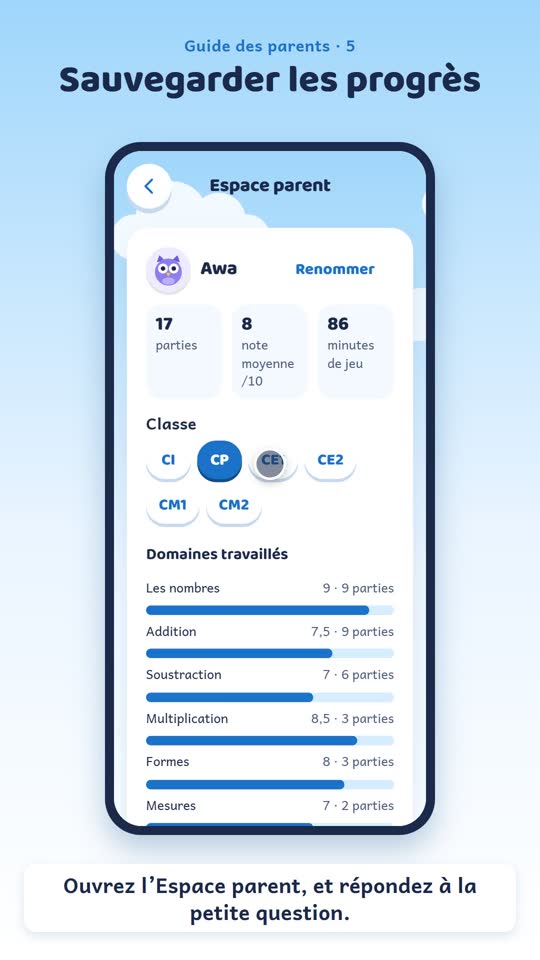 Guide des parents · 5
Sauvegarder les progrès
Espace parent
Awa
Renommer
17
parties
8
note
moyenne
/10
86
minutes
de jeu
Classe
CI
CP
CE2
CM1
CM2
Domaines travaillés
Les nombres
9 · 9 parties
Addition
7,5 · 9 parties
Soustraction
7 · 6 parties
Multiplication
8,5 · 3 parties
Formes
8 · 3 parties
Mesures
7 · 2 parties
Ouvrez l’Espace parent, et répondez à la
petite question.